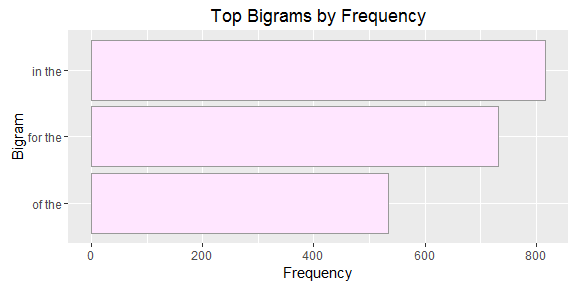 Top Bigrams by Frequency
Bigram
in the
for the
of the
0 200 400 600 800
Frequency